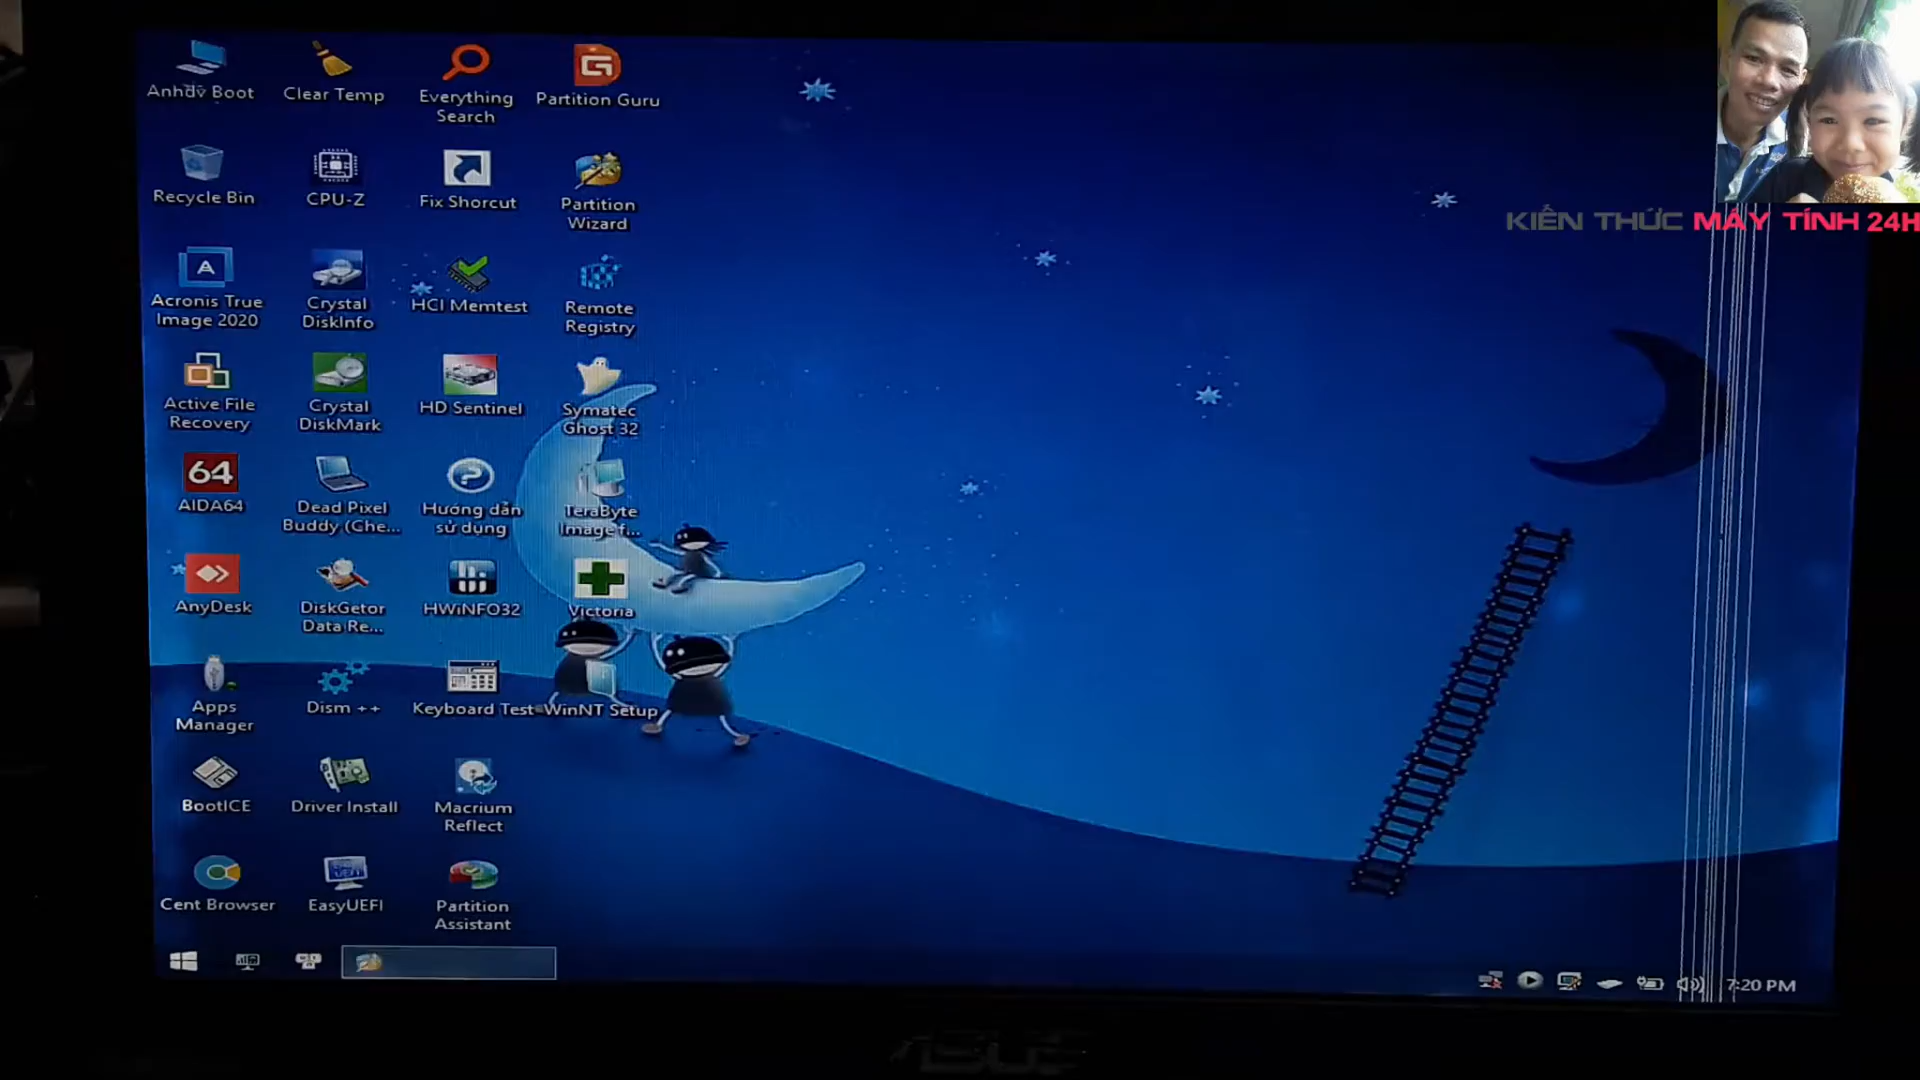 Anhdv Boot
Clear Temp
Everything
Search
Partition Guru
KIẾN THỨC MÁY TÍNH 24H
Recycle Bin
CPU-Z
Fix Shorcut
Partition
Wizard
Acronis True
Image 2020
Crystal
DiskInfo
HCI Memtest
Remote
Registry
Active File
Recovery
Crystal
DiskMark
HD Sentinel
Symatec
Ghost 32
64
AIDA64
Dead Pixel
Buddy (Che...
Hướng dẫn
sử dụng
TeraByte
Image f...
AnyDesk
DiskGetor
Data Re...
HWiNFO32
Victoria
Apps
Manager
Dism ++
Keyboard Test
WinNT Setup
BootICE
Driver Install
Macrium
Reflect
Cent Browser
EasyUEFI
Partition
Assistant
7:20 PM
ASUS